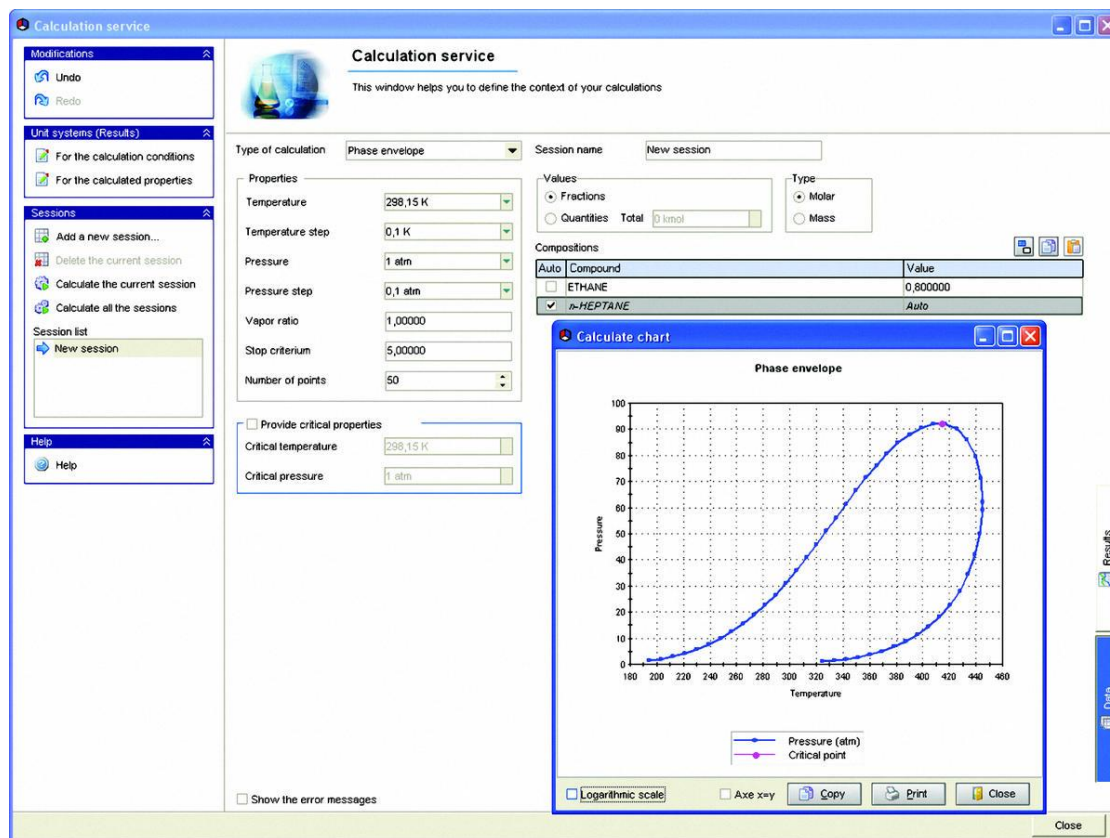 Calculation service
Modifications
Undo
Redo
Unit systems (Results)
For the calculation conditions
For the calculated properties
Sessions
Add a new session...
Delete the current session
Calculate the current session
Calculate all the sessions
Session list
New session
Help
Help
Calculation service
This window helps you to define the context of your calculations
Type of calculation Phase envelope Session name New session
Properties
Temperature 298,15 K
Temperature step 0,1 K
Pressure 1 atm
Pressure step 0,1 atm
Vapor ratio 1,00000
Stop criterium 5,00000
Number of points 50
Provide critical properties
Critical temperature 298,15 K
Critical pressure 1 atm
Values
Fractions
Quantities Total 0 kmol
Type
Molar
Mass
Compositions
Auto Compound Value
ETHANE 0,800000
n-HEPTANE Auto
Calculate chart
Phase envelope
100
90
80
70
60
50
40
30
20
10
0
Pressure
180 200 220 240 260 280 300 320 340 360 380 400 420 440 460
Temperature
Pressure (atm)
Critical point
Logarithmic scale Axe x=y Copy Print Close
Results
Data
Show the error messages
Close